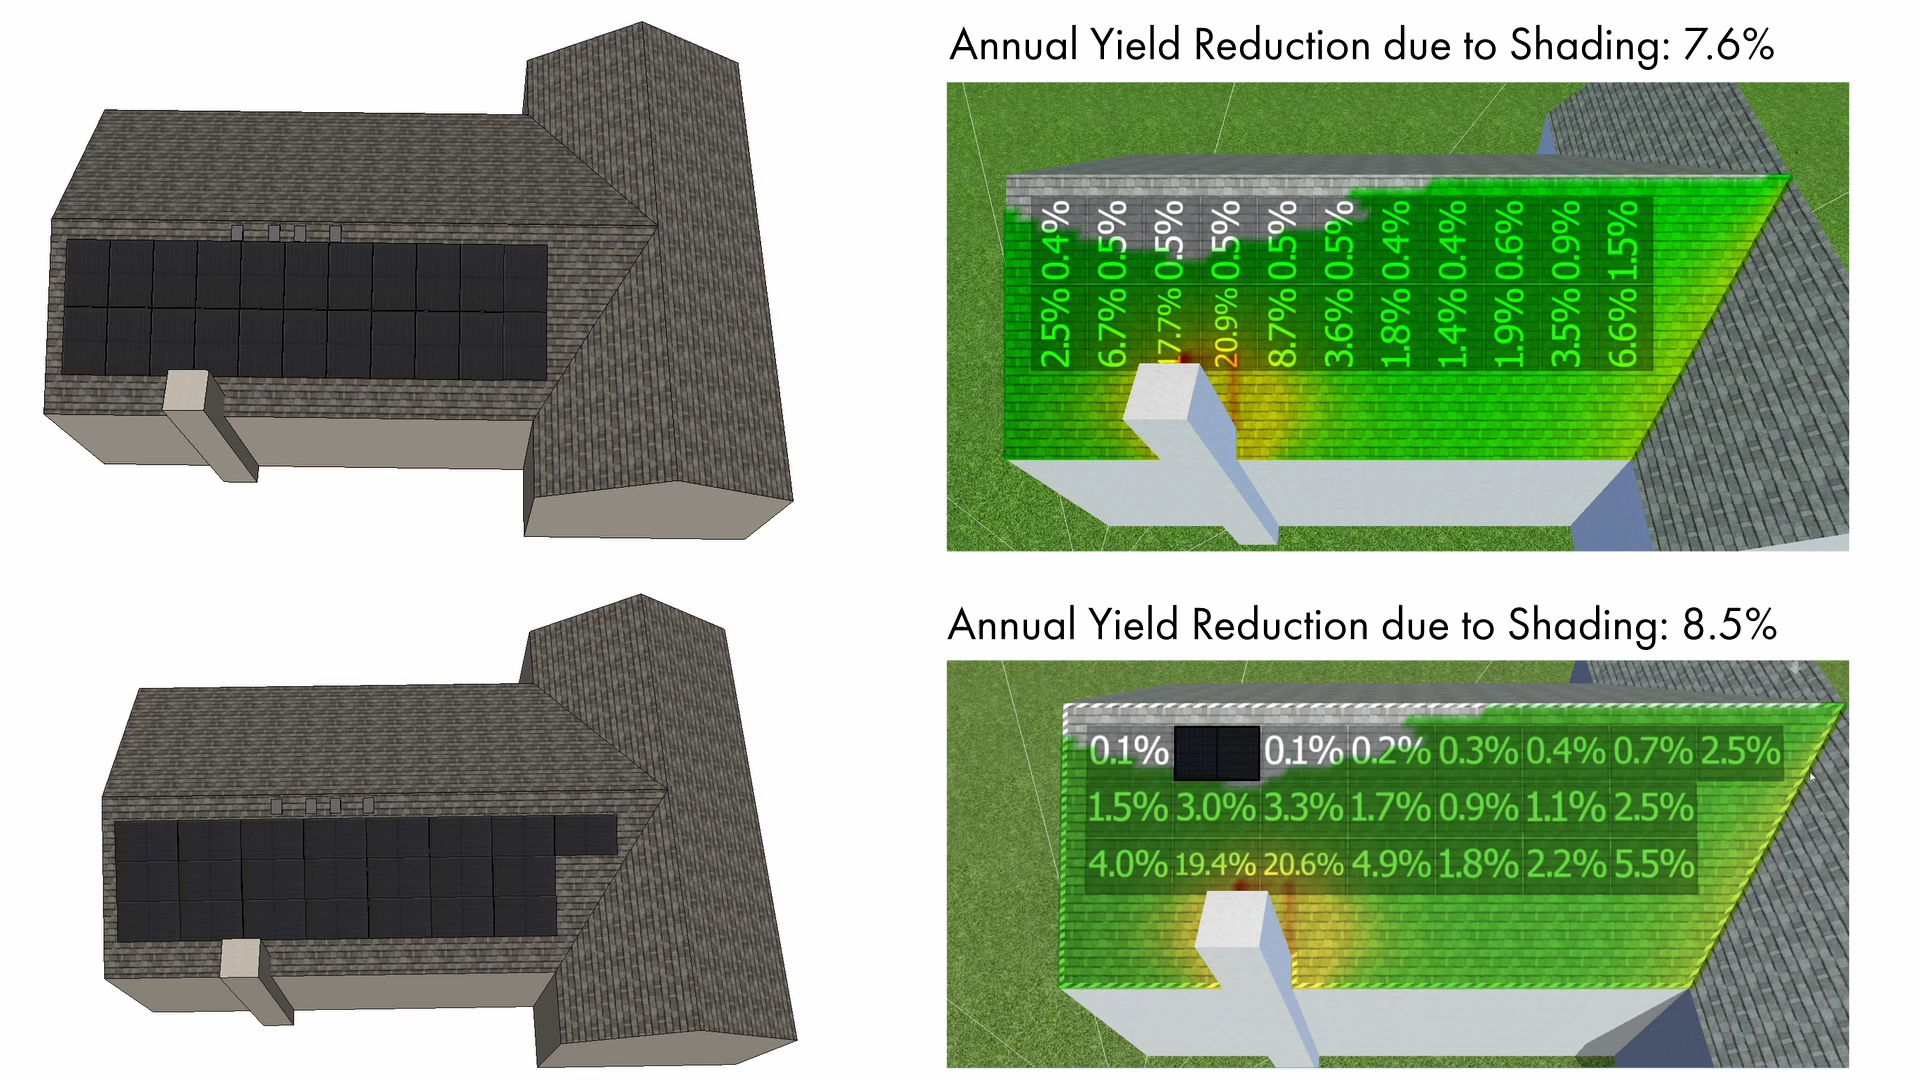 Annual Yield Reduction due to Shading: 7.6%
0.4% 0.5% 0.5% 0.5% 0.5% 0.5% 0.4% 0.4% 0.6% 0.9% 1.5%
2.5% 6.7% 17.7% 20.9% 8.7% 3.6% 1.8% 1.4% 1.9% 3.5% 6.6%
Annual Yield Reduction due to Shading: 8.5%
0.1% 0.1% 0.2% 0.3% 0.4% 0.7% 2.5%
1.5% 3.0% 3.3% 1.7% 0.9% 1.1% 2.5%
4.0% 19.4% 20.6% 4.9% 1.8% 2.2% 5.5%